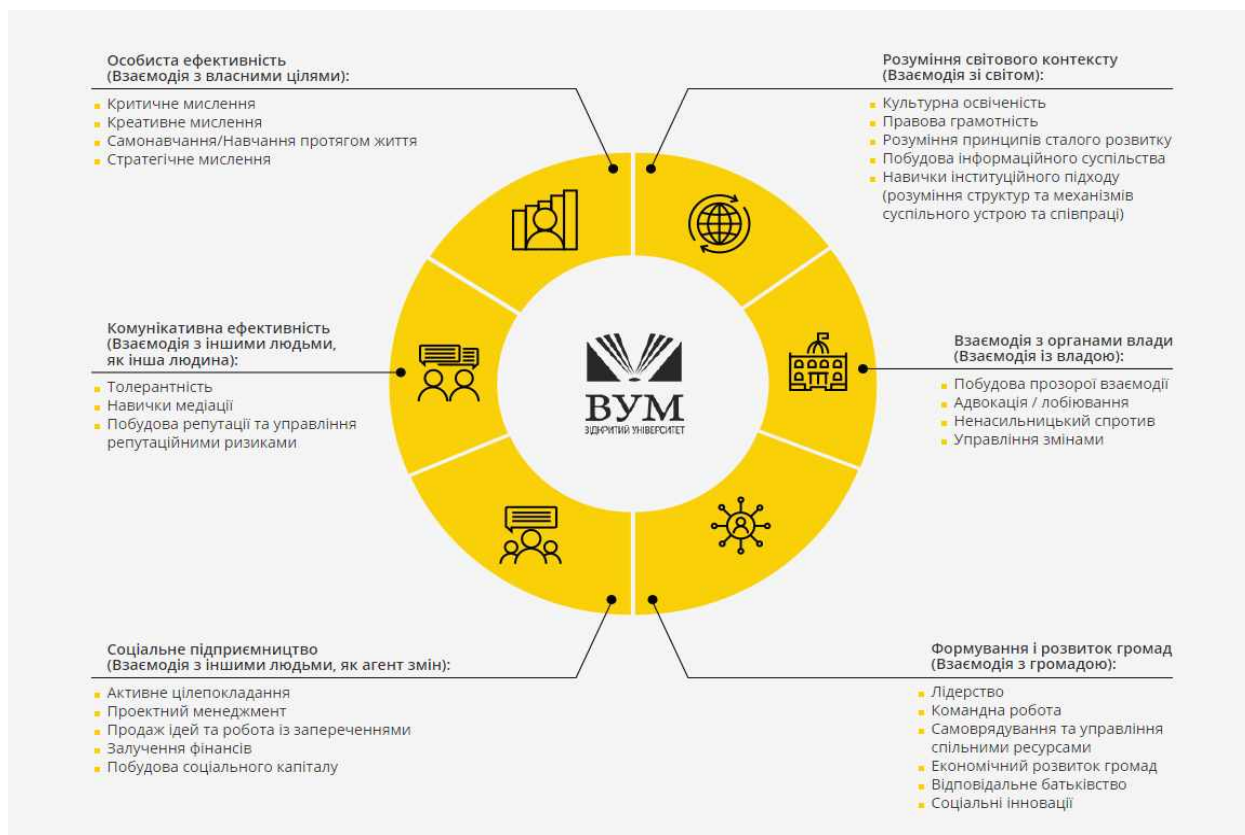 Особиста ефективність
(Взаємодія з власними цілями):
Критичне мислення
Креативне мислення
Самонавчання/Навчання протягом життя
Стратегічне мислення
Розуміння світового контексту
(Взаємодія зі світом):
Культурна освіченість
Правова грамотність
Розуміння принципів сталого розвитку
Побудова інформаційного суспільства
Навички інституційного підходу
(розуміння структур та механізмів
суспільного устрою та співпраці)
Комунікативна ефективність
(Взаємодія з іншими людьми,
як інша людина):
Толерантність
Навички медіації
Побудова репутації та управління
репутаційними ризиками
ВУМ
ВІДКРИТИЙ УНІВЕРСИТЕТ
Взаємодія з органами влади
(Взаємодія із владою):
Побудова прозорої взаємодії
Адвокація / лобіювання
Ненасильницький спротив
Управління змінами
Соціальне підприємництво
(Взаємодія з іншими людьми, як агент змін):
Активне цілепокладання
Проектний менеджмент
Продаж ідей та робота із запереченнями
Залучення фінансів
Побудова соціального капіталу
Формування і розвиток громад
(Взаємодія з громадою):
Лідерство
Командна робота
Самоврядування та управління
спільними ресурсами
Економічний розвиток громад
Відповідальне батьківство
Соціальні інновації